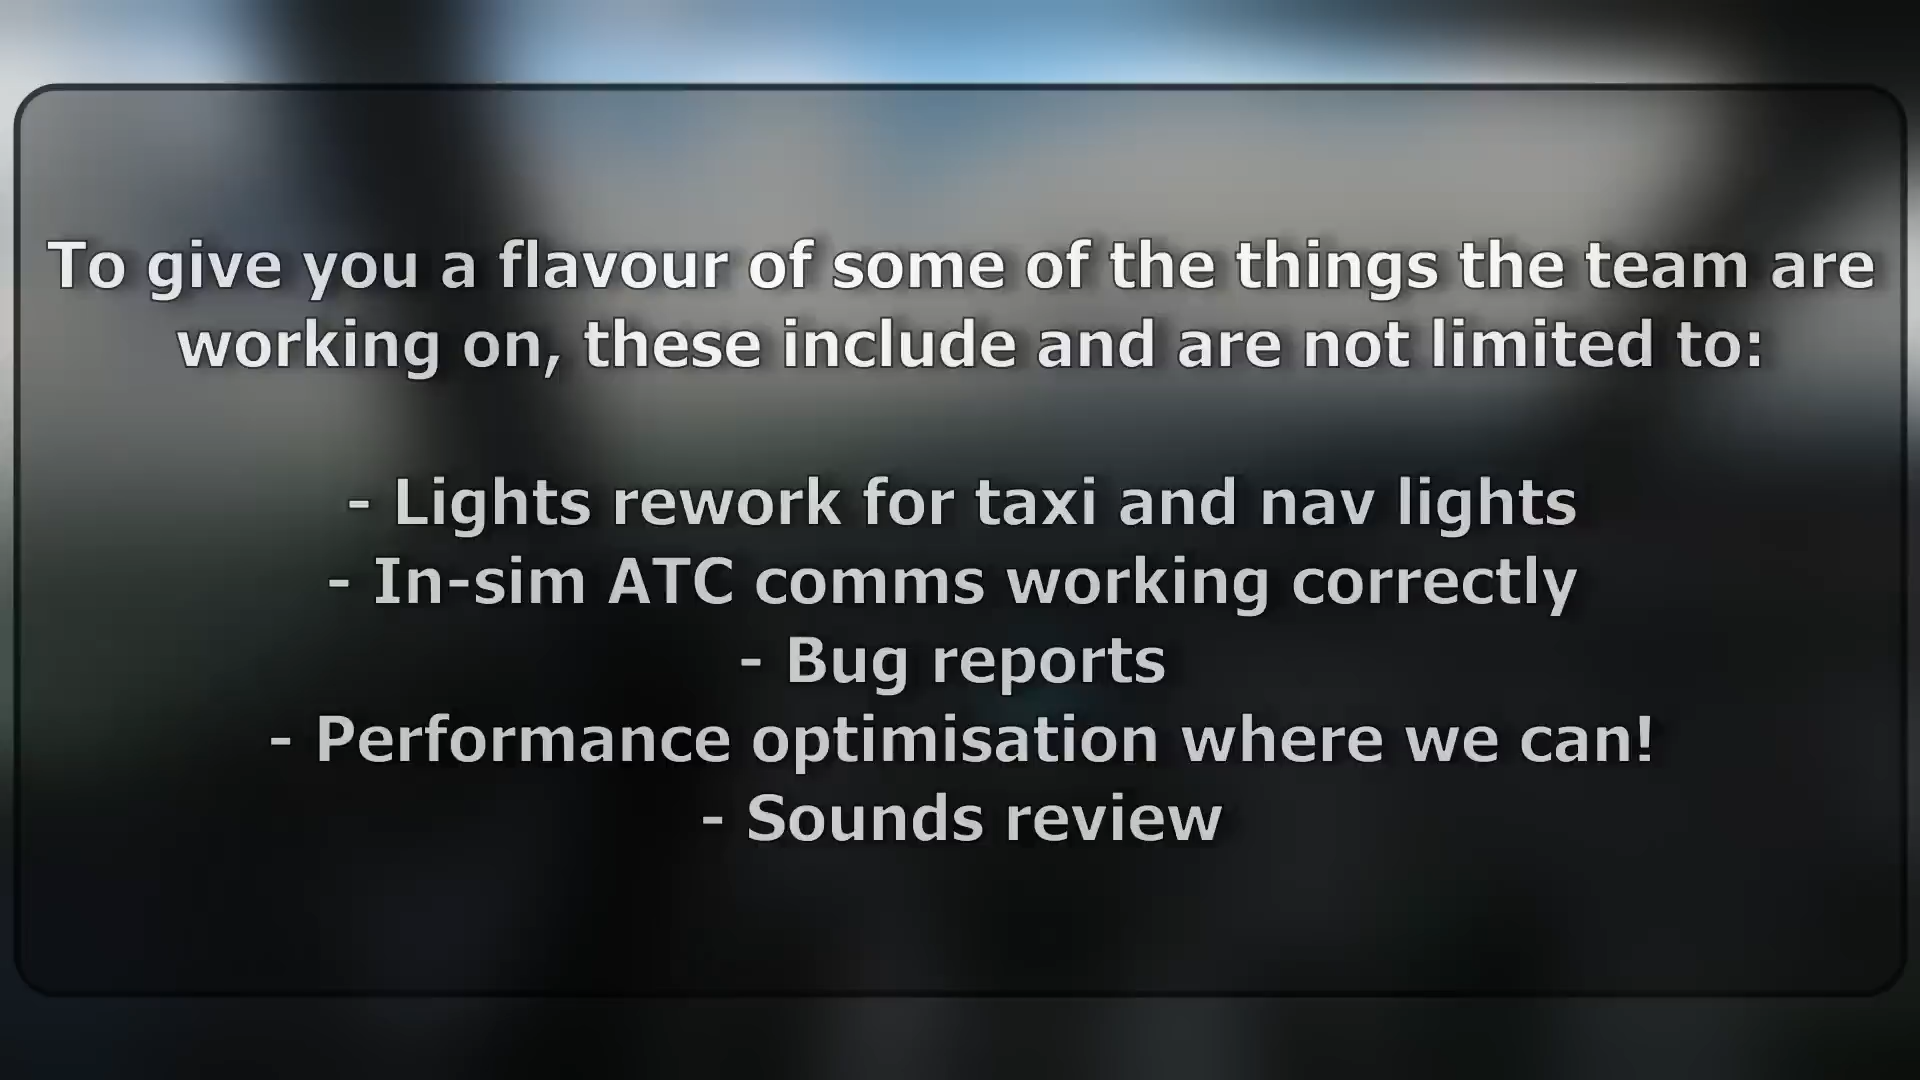 To give you a flavour of some of the things the team are
working on, these include and are not limited to:
- Lights rework for taxi and nav lights
- In-sim ATC comms working correctly
- Bug reports
- Performance optimisation where we can!
- Sounds review